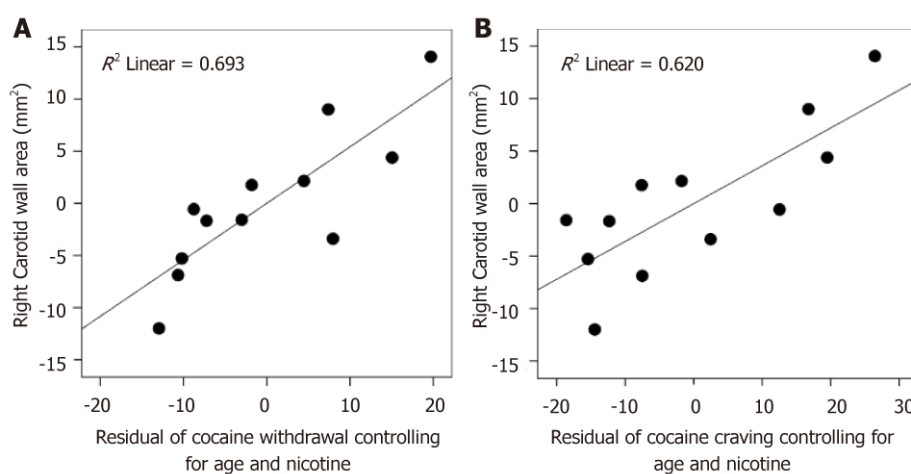 A
R² Linear = 0.693
Right Carotid wall area (mm²)
15
10
5
0
-5
-10
-15
-20
-10
0
10
20
Residual of cocaine withdrawal controlling
for age and nicotine
B
R² Linear = 0.620
Right Carotid wall area (mm²)
15
10
5
0
-5
-10
-15
-20
-10
0
10
20
30
Residual of cocaine craving controlling for
age and nicotine